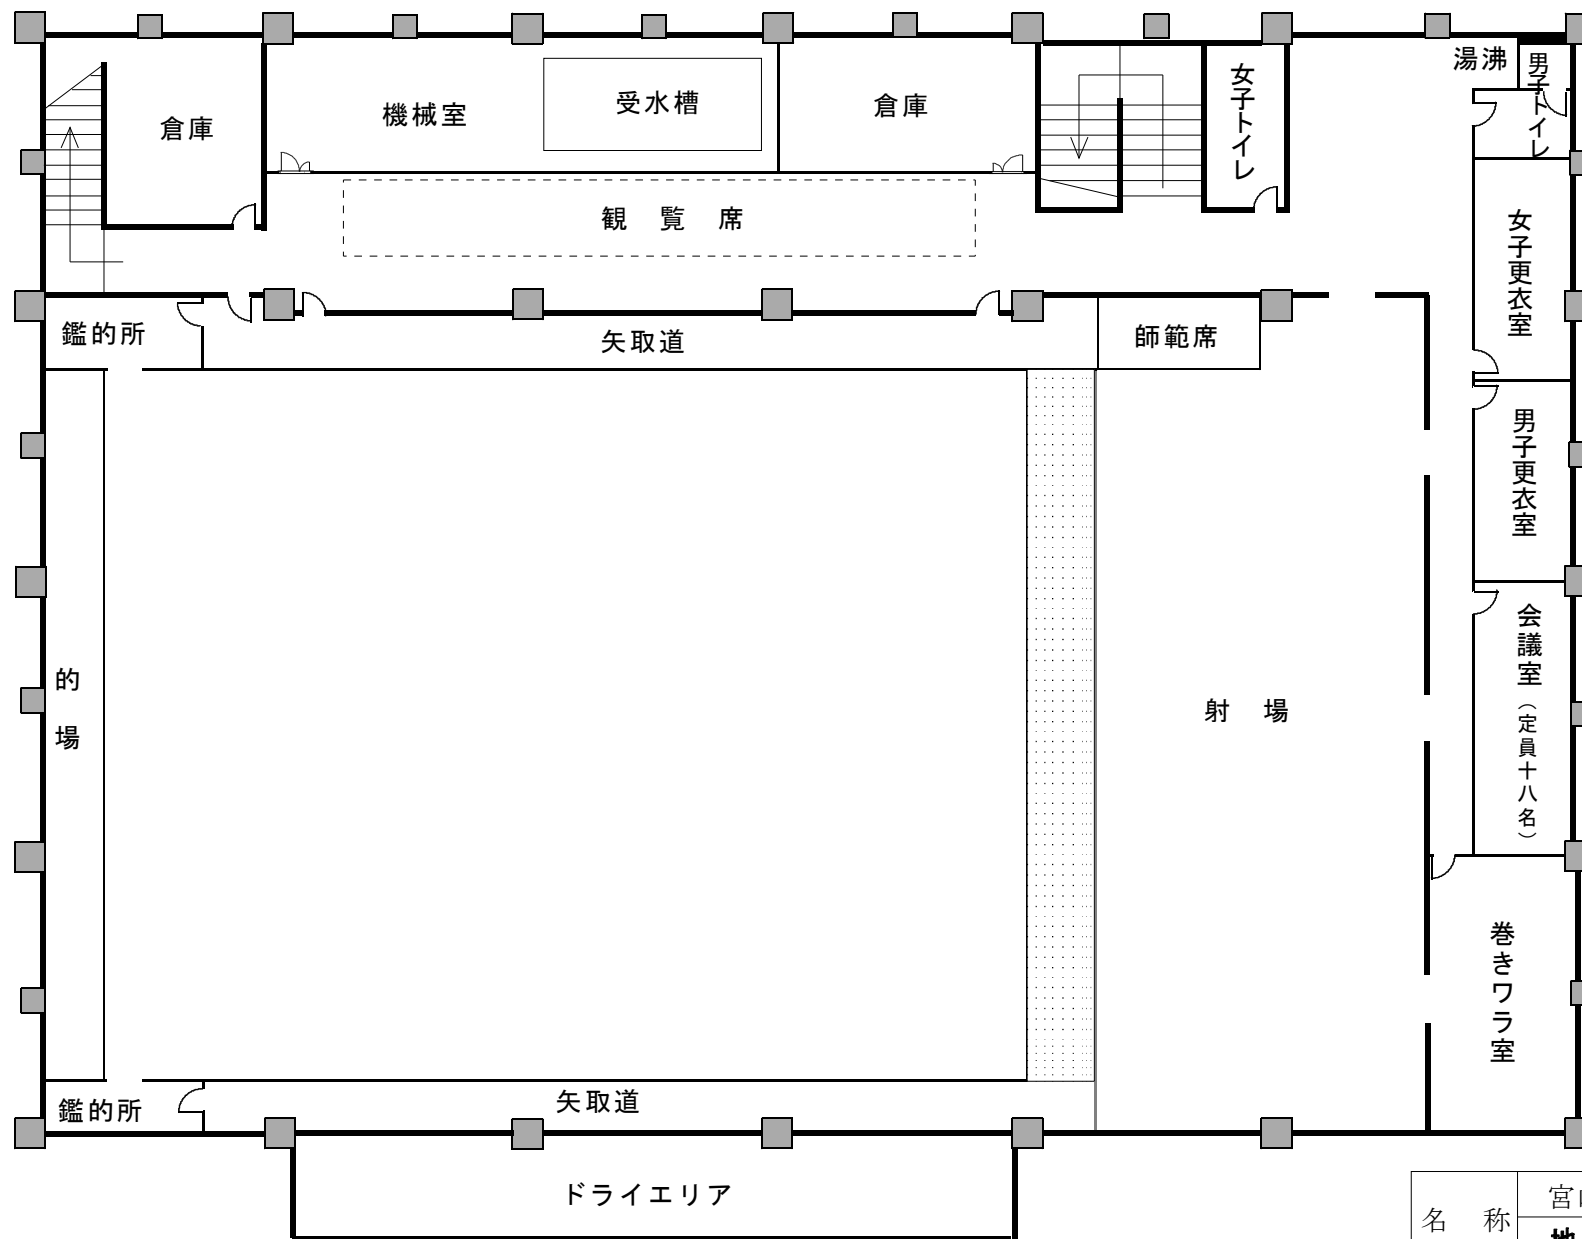 湯沸
男子トイレ
女子トイレ
受水槽
機械室
倉庫
倉庫
観覧席
女子更衣室
鑑的所
矢取道
師範席
男子更衣室
会議室（定員十八名）
的場
射場
巻きワラ室
鑑的所
矢取道
ドライエリア
名称
宮